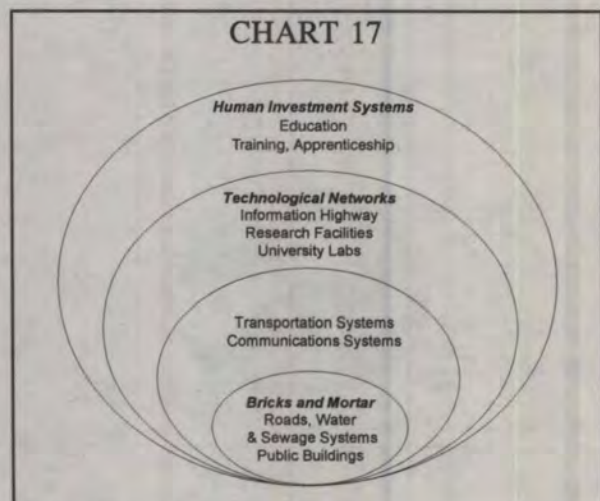 CHART 17
Human Investment Systems
Education
Training, Apprenticeship
Technological Networks
Information Highway
Research Facilities
University Labs
Transportation Systems
Communications Systems
Bricks and Mortar
Roads, Water
& Sewage Systems
Public Buildings